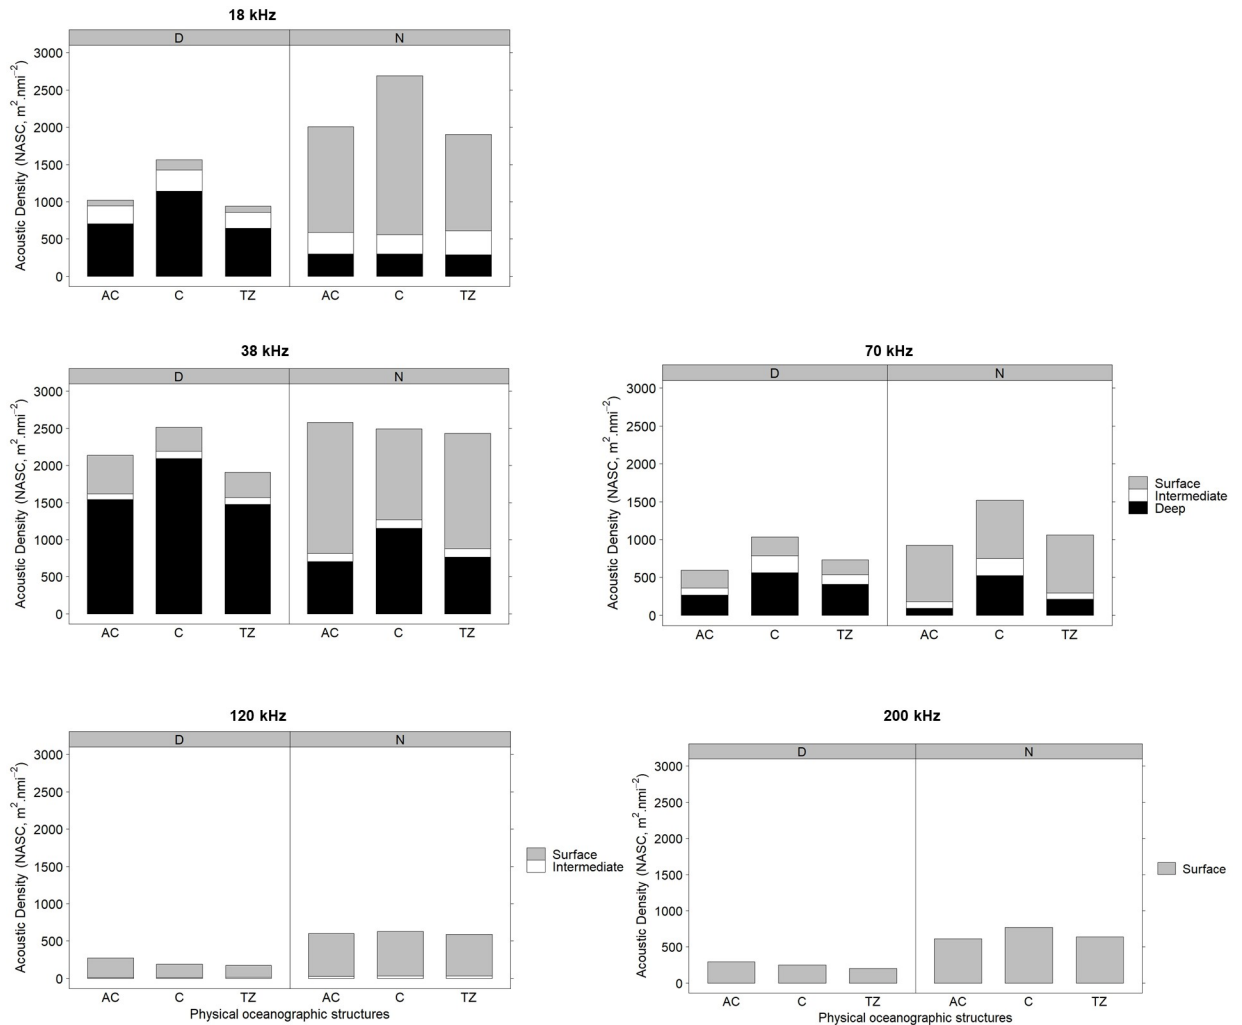 18 kHz
D N
3000
2500
2000
1500
1000
500
0
Acoustic Density (NASC, m².nmi⁻²)
AC C TZ AC C TZ
38 kHz
D N
3000
2500
2000
1500
1000
500
0
Acoustic Density (NASC, m².nmi⁻²)
AC C TZ AC C TZ
70 kHz
D N
3000
2500
2000
1500
1000
500
0
Acoustic Density (NASC, m².nmi⁻²)
AC C TZ AC C TZ
Surface
Intermediate
Deep
120 kHz
D N
3000
2500
2000
1500
1000
500
0
Acoustic Density (NASC, m².nmi⁻²)
AC C TZ AC C TZ
Physical oceanographic structures
Surface
Intermediate
200 kHz
D N
3000
2500
2000
1500
1000
500
0
Acoustic Density (NASC, m².nmi⁻²)
AC C TZ AC C TZ
Physical oceanographic structures
Surface